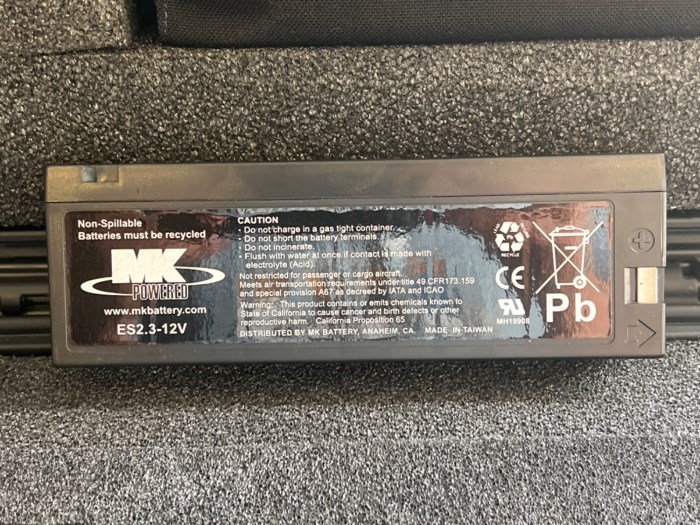 Non-Spillable
Batteries must be recycled
MK
POWERED
www.mkbattery.com
ES2.3-12V
CAUTION
· Do not charge in a gas tight container.
· Do not short the battery terminals.
· Do not incinerate.
· Flush with water at once if contact is made with
electrolyte (Acid).
Not restricted for passenger or cargo aircraft.
Meets air transportation requirements under title 49 CFR173.159
and special provision A67 as decreed by IATA and ICAO
Warning: This product contains or emits chemicals known to
State of California to cause cancer and birth defects or other
reproductive harm. California Proposition 65
DISTRIBUTED BY MK BATTERY, ANAHEIM, CA. MADE IN TAIWAN
RECYCLE
CE
MH19908
Pb